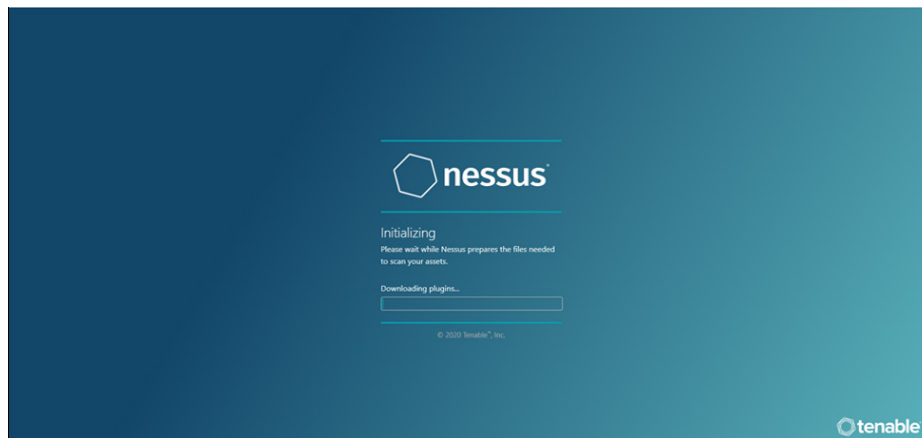 nessus
Initializing
Please wait while Nessus prepares the files needed
to scan your assets.
Downloading plugins...
© 2020 Tenable™, Inc.
tenable